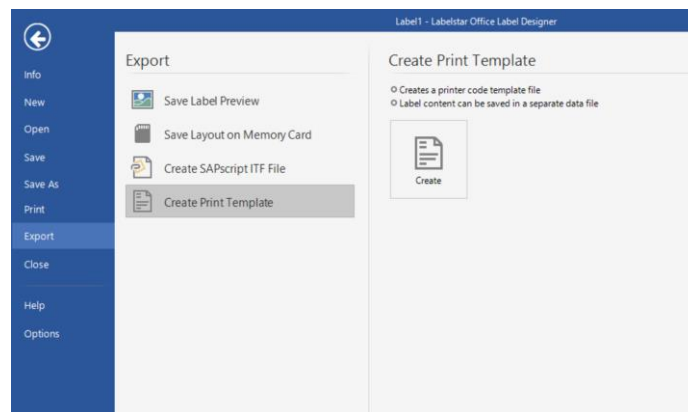 Label1 - Labelstar Office Label Designer
Info
New
Open
Save
Save As
Print
Export
Close
Help
Options
Export
Save Label Preview
Save Layout on Memory Card
Create SAPscript ITF File
Create Print Template
Create Print Template
Creates a printer code template file
Label content can be saved in a separate data file
Create